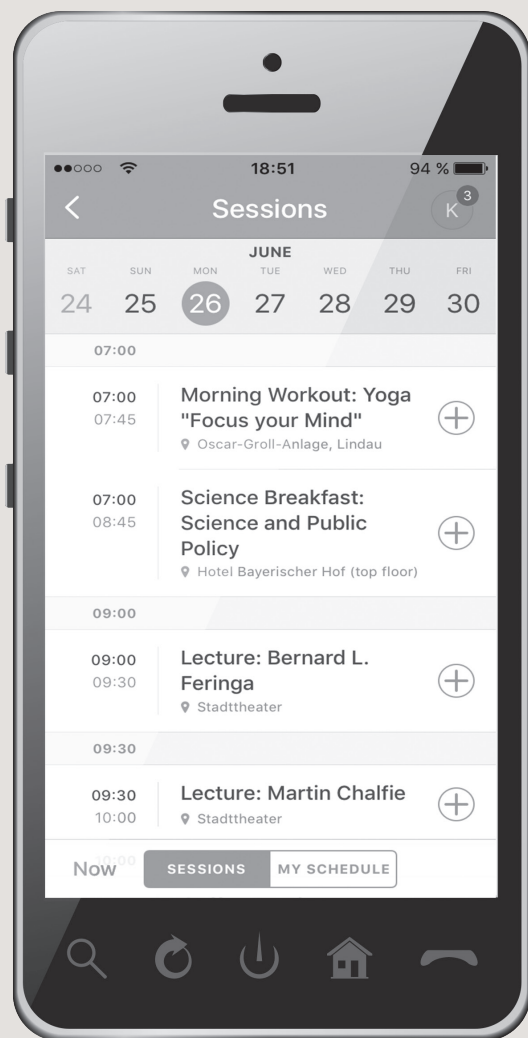 18:51
94 %
Sessions
K
3
JUNE
SAT SUN MON TUE WED THU FRI
24 25 26 27 28 29 30
07:00
07:00
07:45
Morning Workout: Yoga
"Focus your Mind"
Oscar-Groll-Anlage, Lindau
07:00
08:45
Science Breakfast:
Science and Public
Policy
Hotel Bayerischer Hof (top floor)
09:00
09:00
09:30
Lecture: Bernard L.
Feringa
Stadttheater
09:30
09:30
10:00
Lecture: Martin Chalfie
Stadttheater
10:00
Now
SESSIONS
MY SCHEDULE